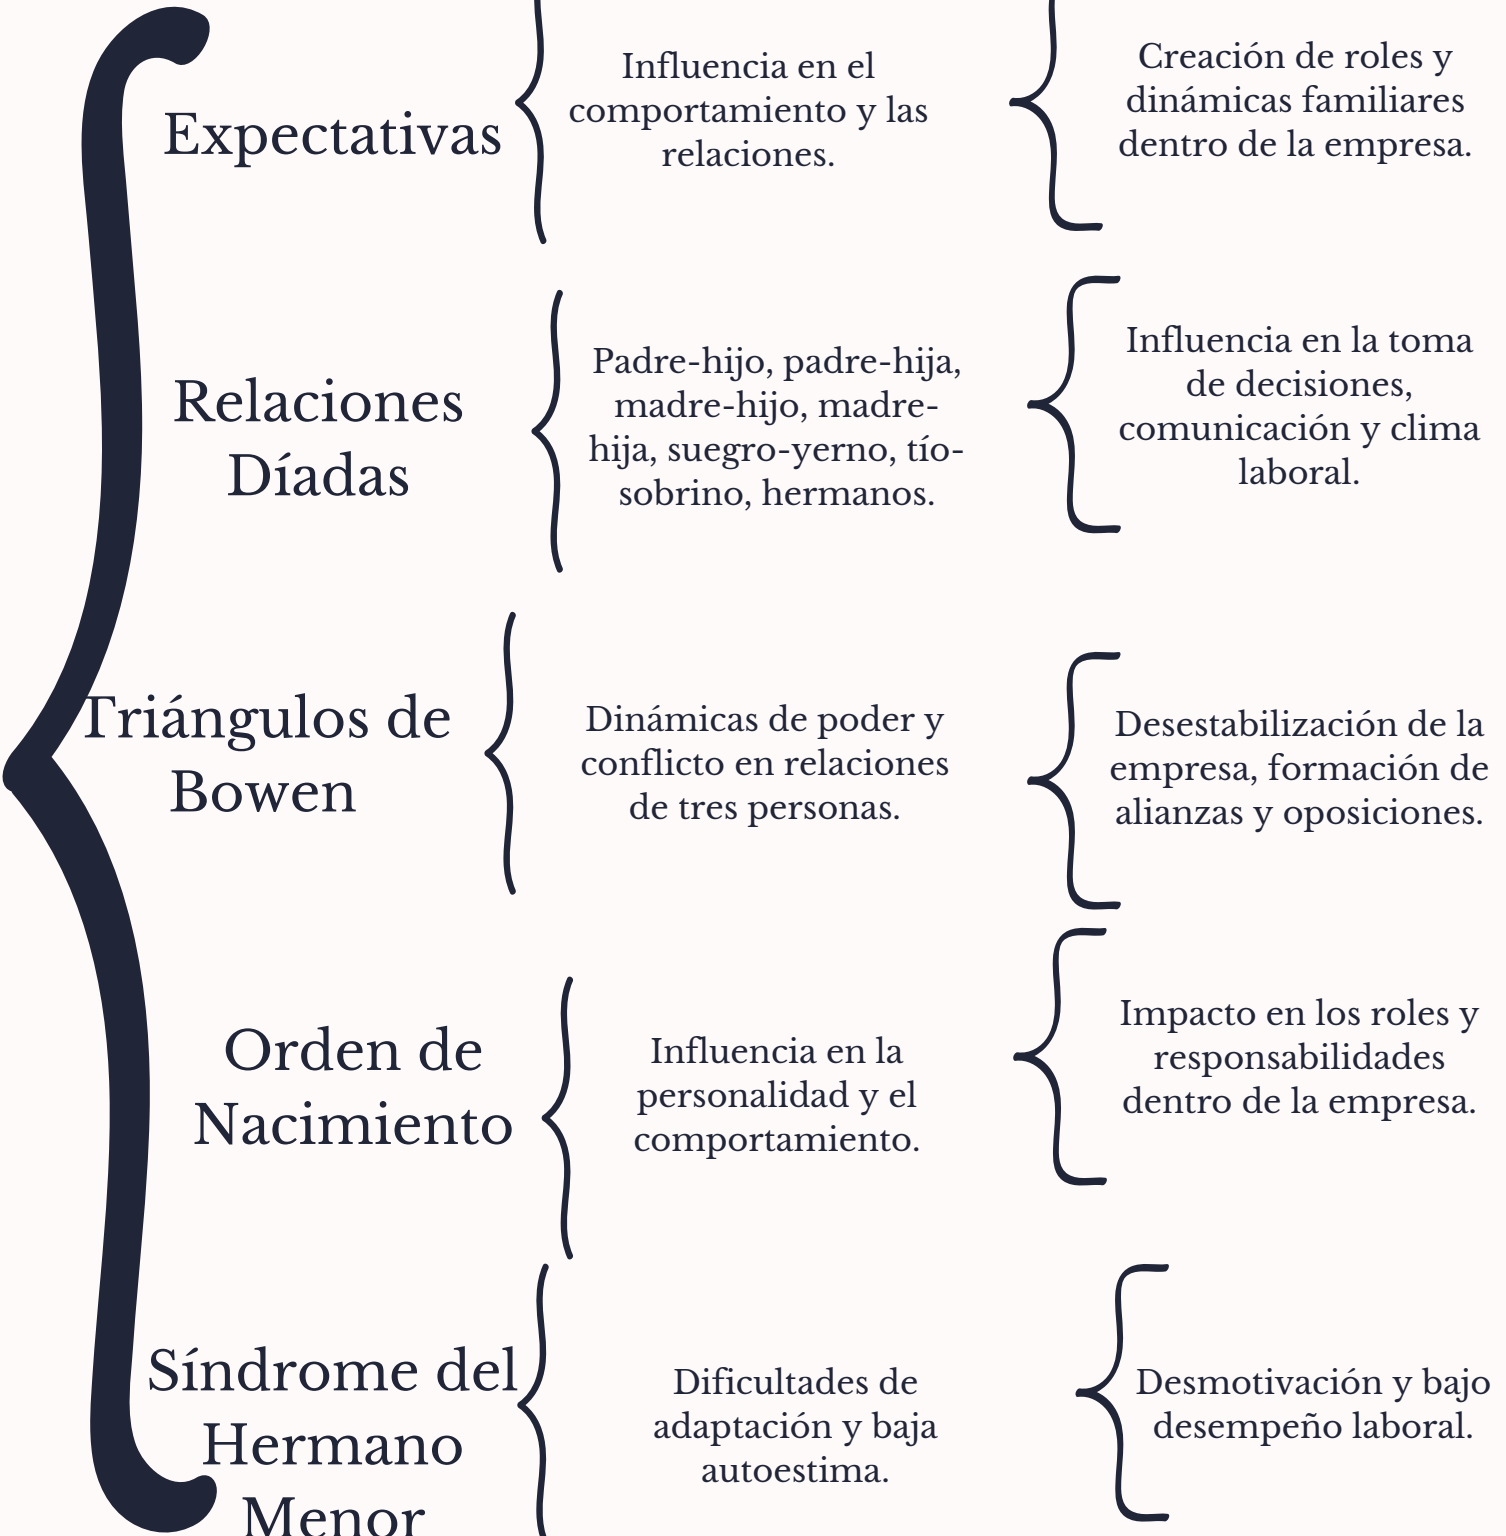 Expectativas
Influencia en el
comportamiento y las
relaciones.
Creación de roles y
dinámicas familiares
dentro de la empresa.
Relaciones
Díadas
Padre-hijo, padre-hija,
madre-hijo, madre-
hija, suegro-yerno, tío-
sobrino, hermanos.
Influencia en la toma
de decisiones,
comunicación y clima
laboral.
Triángulos de
Bowen
Dinámicas de poder y
conflicto en relaciones
de tres personas.
Desestabilización de la
empresa, formación de
alianzas y oposiciones.
Orden de
Nacimiento
Influencia en la
personalidad y el
comportamiento.
Impacto en los roles y
responsabilidades
dentro de la empresa.
Síndrome del
Hermano
Menor
Dificultades de
adaptación y baja
autoestima.
Desmotivación y bajo
desempeño laboral.